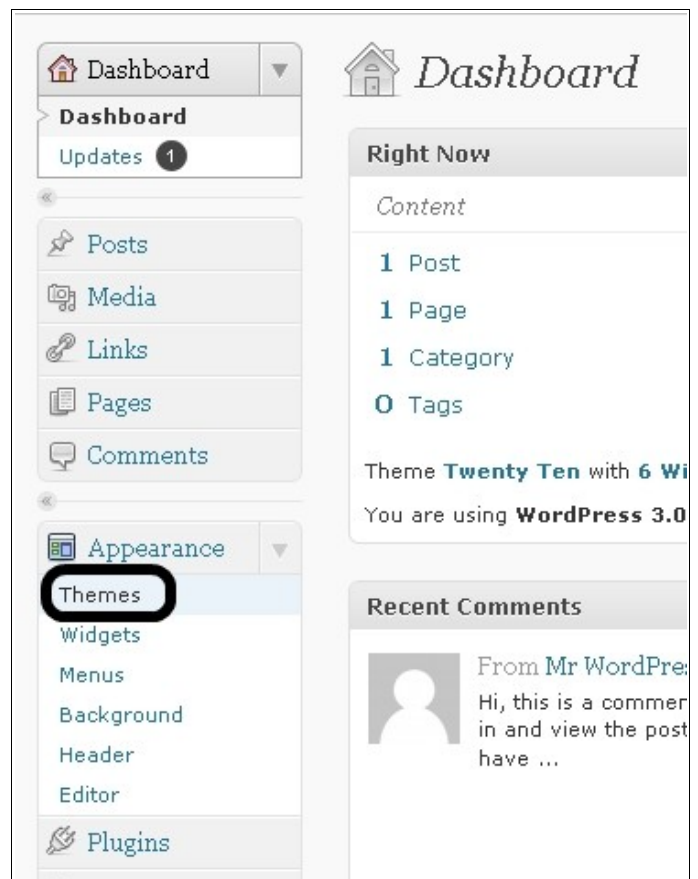 Dashboard
Dashboard
Updates 1
Posts
Media
Links
Pages
Comments
Appearance
Themes
Widgets
Menus
Background
Header
Editor
Plugins
Dashboard
Right Now
Content
1 Post
1 Page
1 Category
0 Tags
Theme Twenty Ten with 6 Wi
You are using WordPress 3.0
Recent Comments
From Mr WordPre
Hi, this is a commen
in and view the post
have ...